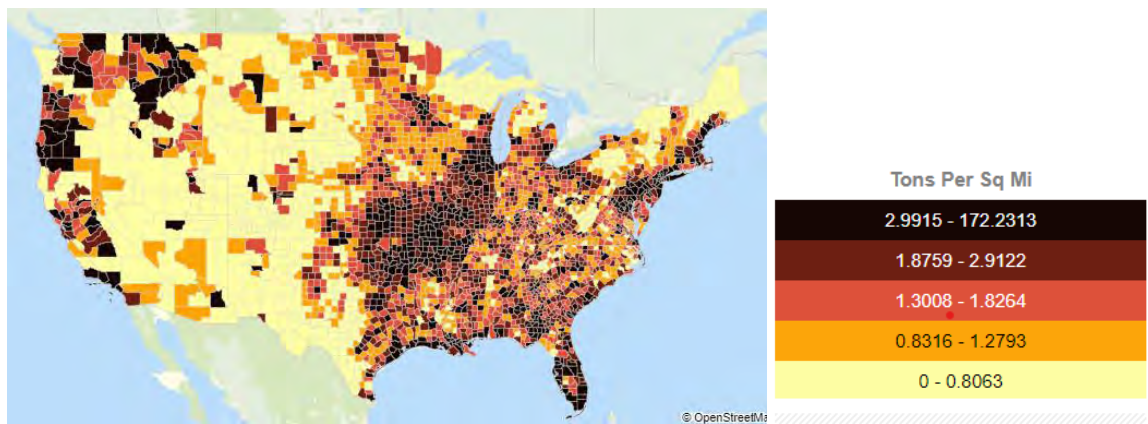 Tons Per Sq Mi
2.9915 - 172.2313
1.8759 - 2.9122
1.3008 - 1.8264
0.8316 - 1.2793
0 - 0.8063
© OpenStreetMa